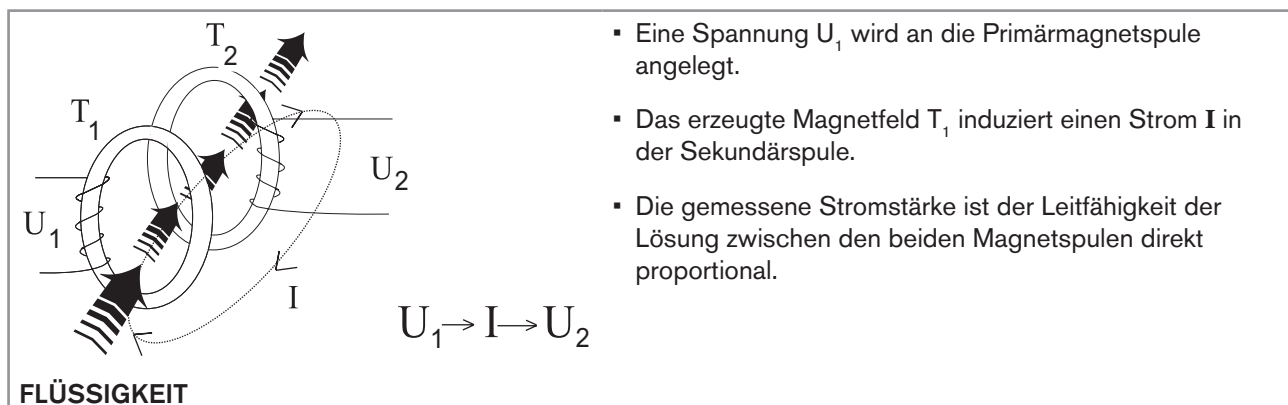 T2
T1
U2
U1
I
U1→I→U2
FLÜSSIGKEIT
▪ Eine Spannung U1 wird an die Primärmagnetspule
angelegt.
▪ Das erzeugte Magnetfeld T1 induziert einen Strom I in
der Sekundärspule.
▪ Die gemessene Stromstärke ist der Leitfähigkeit der
Lösung zwischen den beiden Magnetspulen direkt
proportional.